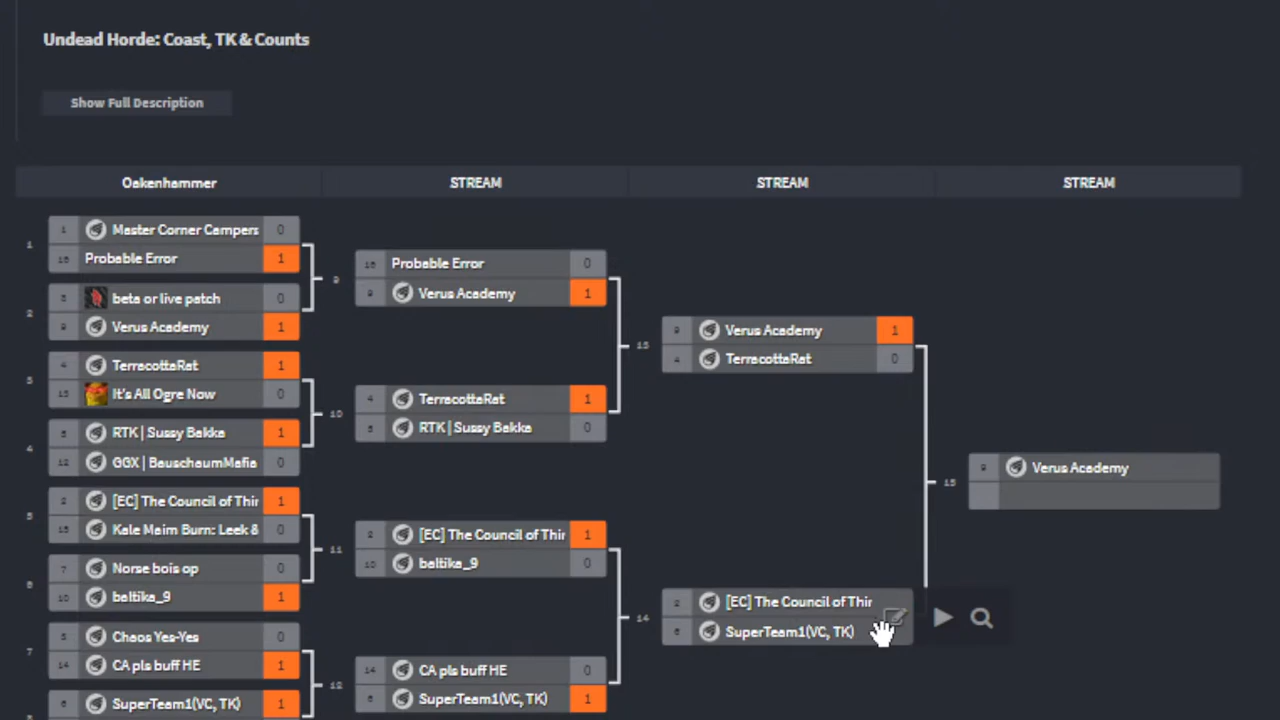 Undead Horde: Coast, TK & Counts
Show Full Description
Oakenhammer
STREAM
STREAM
STREAM
1
Master Corner Campers
0
Probable Error
1
beta or live patch
0
Verus Academy
1
TerracottaRat
1
It's All Ogre Now
0
RTK | Sussy Bakka
1
GGX | BauschaumMafia
0
[EC] The Council of Thir
1
Kale Maim Burn: Leek &
0
Norse bois op
0
baltika_9
1
Chaos Yes-Yes
0
CA pls buff HE
1
SuperTeam1(VC, TK)
1
Probable Error
0
Verus Academy
1
TerracottaRat
1
RTK | Sussy Bakka
0
[EC] The Council of Thir
1
baltika_9
0
CA pls buff HE
0
SuperTeam1(VC, TK)
1
Verus Academy
1
TerracottaRat
0
[EC] The Council of Thir
SuperTeam1(VC, TK)
Verus Academy